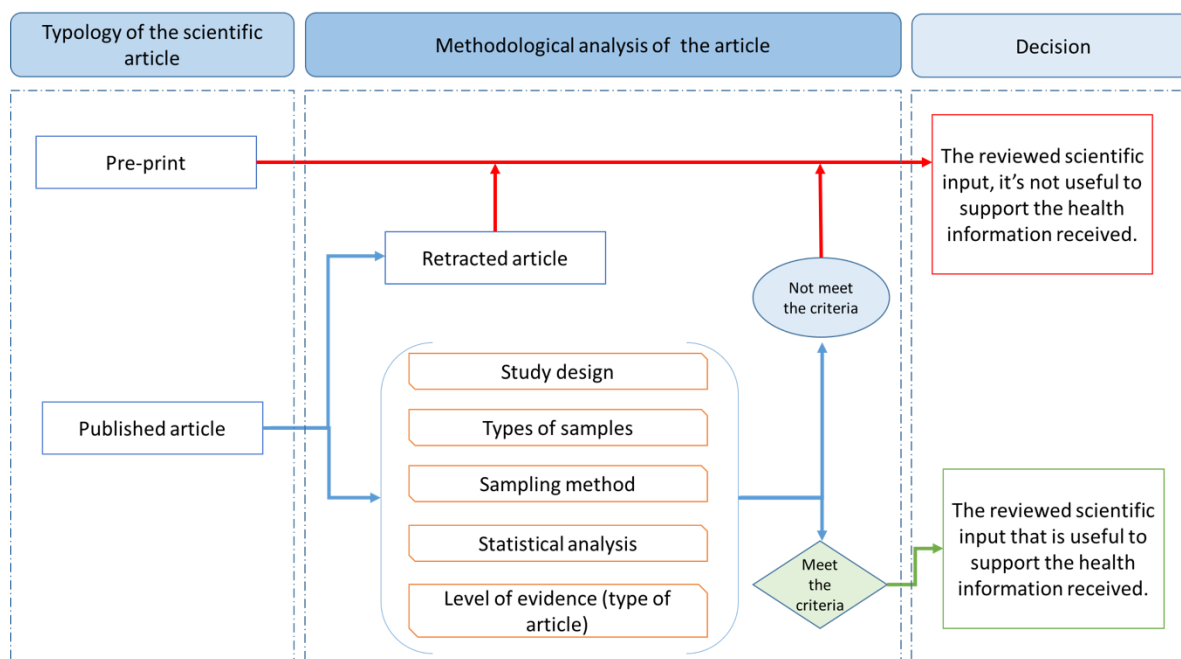 Typology of the scientific
article
Methodological analysis of  the article
Decision
Pre-print
The reviewed scientific
input, it’s not useful to
support the health
information received.
Retracted article
Not meet
the criteria
Study design
Published article
Types of samples
Sampling method
Statistical analysis
Level of evidence (type of
article)
Meet
the
criteria
The reviewed scientific
input that is useful to
support the health
information received.